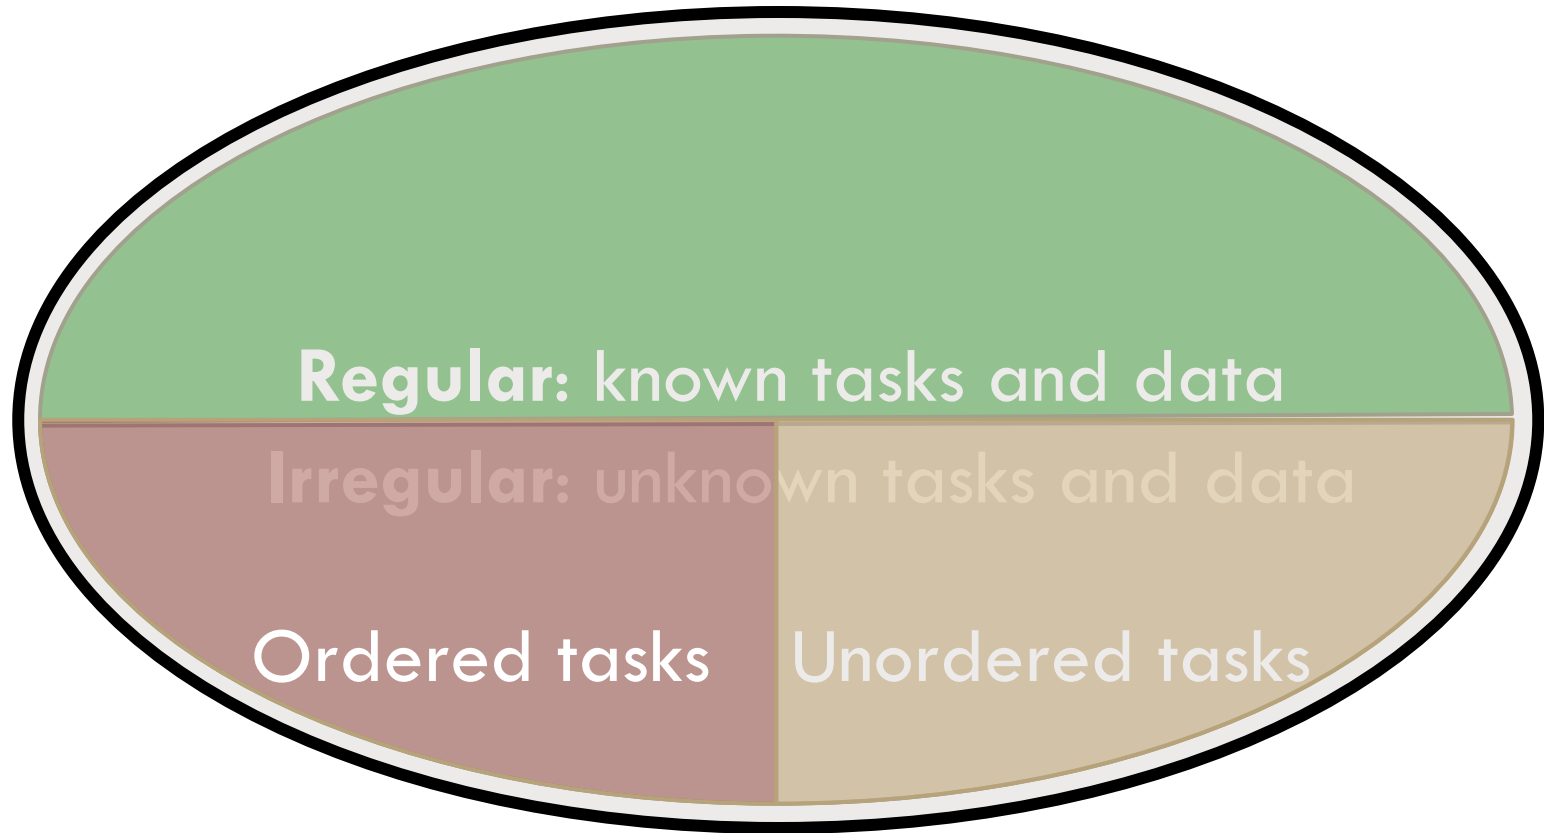 Regular: known tasks and data
Irregular: unknown tasks and data
Ordered tasks
Unordered tasks